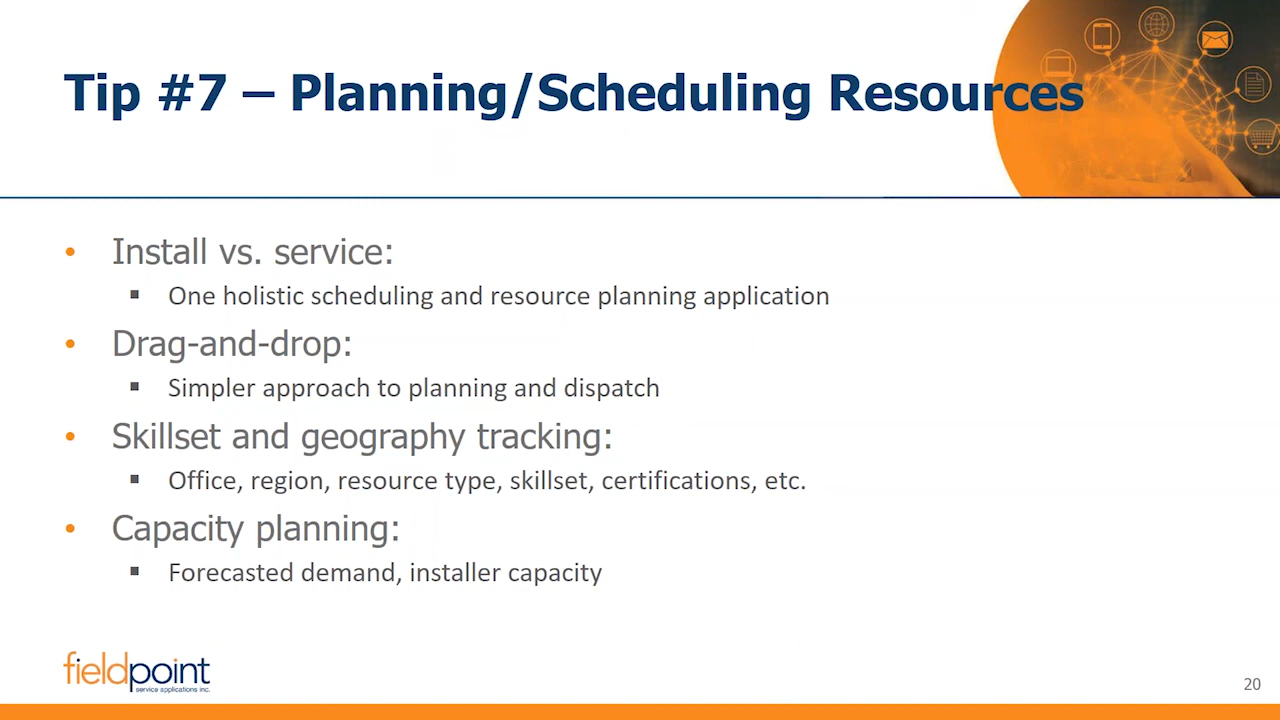 Tip #7 – Planning/Scheduling Resources
• Install vs. service:
▪ One holistic scheduling and resource planning application
• Drag-and-drop:
▪ Simpler approach to planning and dispatch
• Skillset and geography tracking:
▪ Office, region, resource type, skillset, certifications, etc.
• Capacity planning:
▪ Forecasted demand, installer capacity
fieldpoint
service applications inc.
20